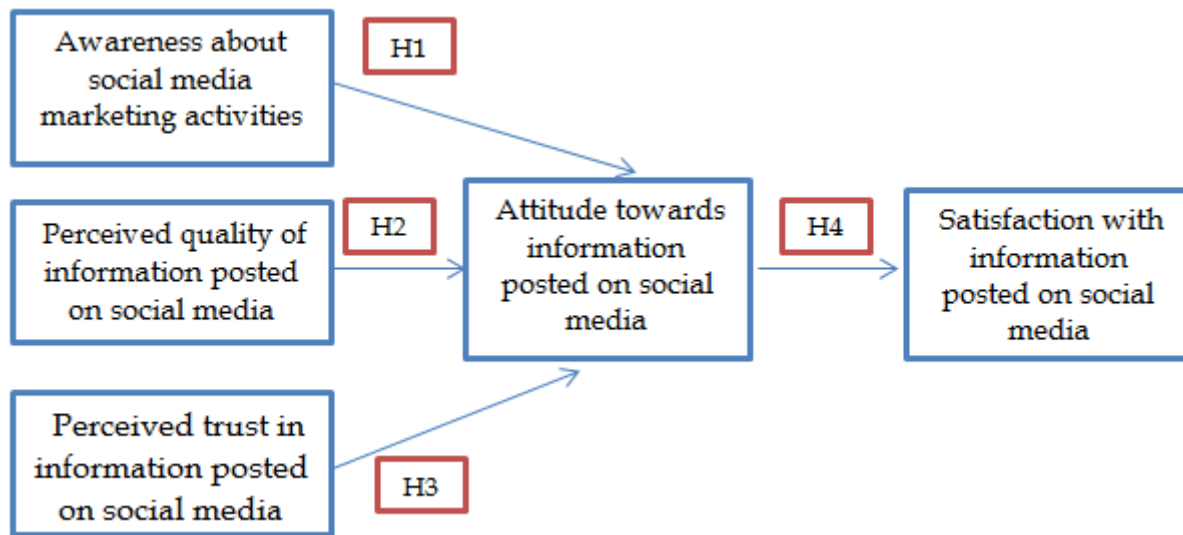 Awareness about
social media
marketing activities
H1
Perceived quality of
information posted
on social media
H2
Attitude towards
information
posted on social
media
H4
Satisfaction with
information
posted on social
media
Perceived trust in
information posted
on social media
H3